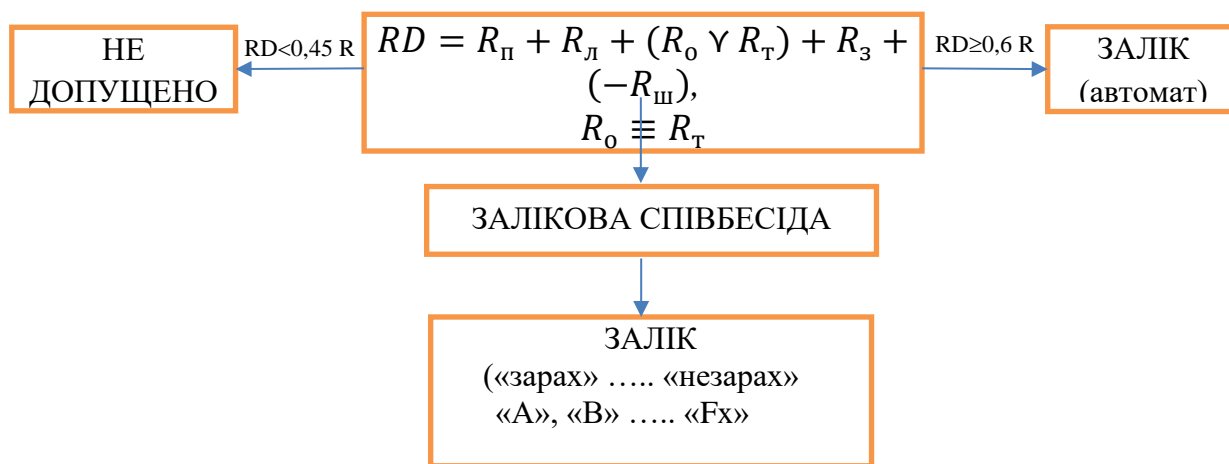 НЕ
ДОПУЩЕНО
RD<0,45 R
RD = Rп + Rл + (Rо ⋎ Rт) + Rз +
(−Rш),
Rо ≡ Rт
RD≥0,6 R
ЗАЛІК
(автомат)
ЗАЛІКОВА СПІВБЕСІДА
ЗАЛІК
(«зарах» ….. «незарах»
«А», «В» ….. «Fx»